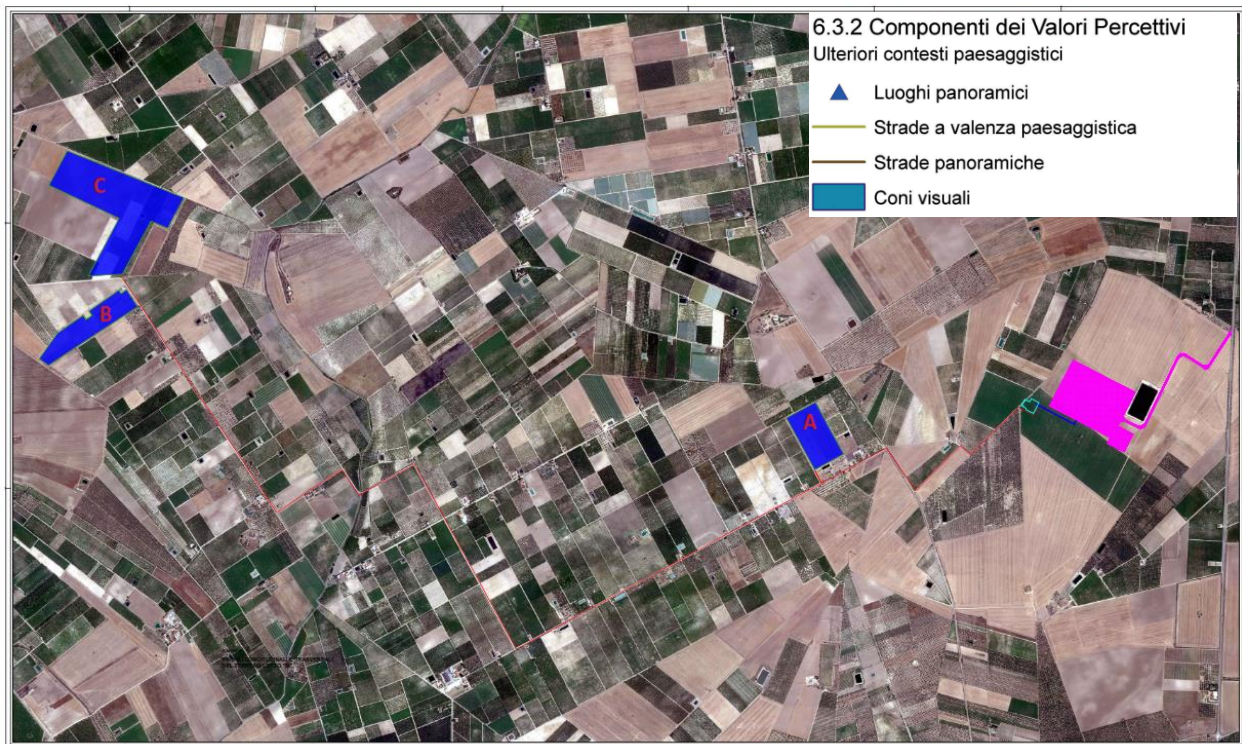 6.3.2 Componenti dei Valori Percettivi
Ulteriori contesti paesaggistici
Luoghi panoramici
Strade a valenza paesaggistica
Strade panoramiche
Coni visuali
C
B
A